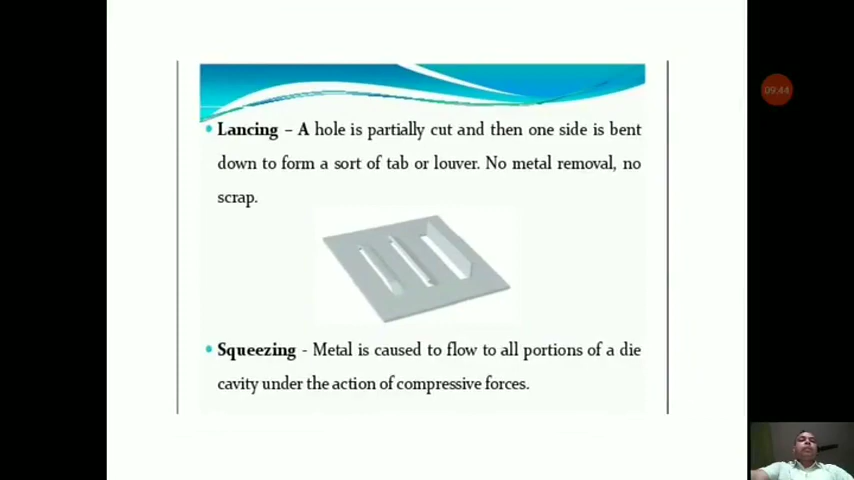 • Lancing – A hole is partially cut and then one side is bent
down to form a sort of tab or louver. No metal removal, no
scrap.
• Squeezing - Metal is caused to flow to all portions of a die
cavity under the action of compressive forces.
09:44